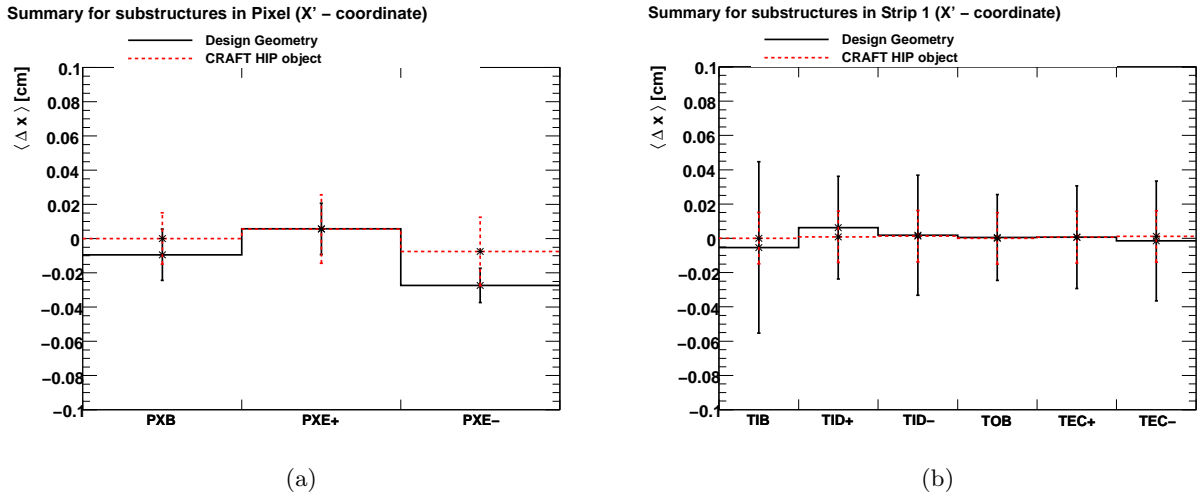 Summary for substructures in Pixel (X' − coordinate)
Design Geometry
CRAFT HIP object
⟨ Δ x ⟩ [cm]
0.1
0.08
0.06
0.04
0.02
0
−0.02
−0.04
−0.06
−0.08
−0.1
PXB PXE+ PXE−
(a)
Summary for substructures in Strip 1 (X' − coordinate)
Design Geometry
CRAFT HIP object
⟨ Δ x ⟩ [cm]
0.1
0.08
0.06
0.04
0.02
0
−0.02
−0.04
−0.06
−0.08
−0.1
TIB TID+ TID− TOB TEC+ TEC−
(b)